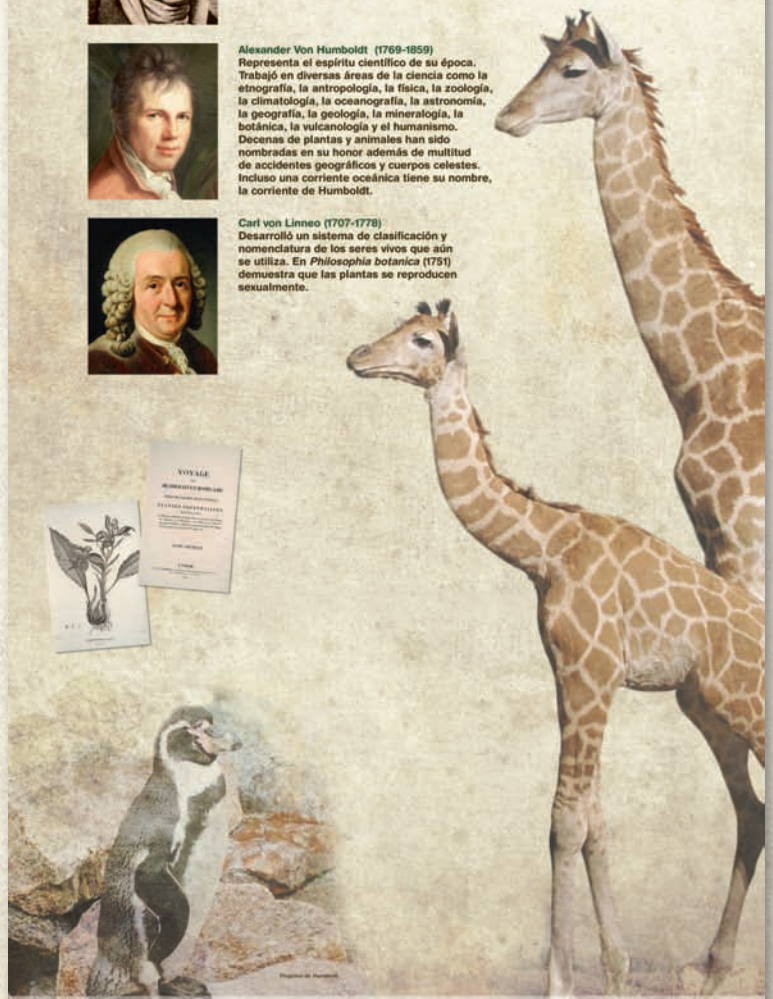 Alexander Von Humboldt (1769-1859)
Representa el espíritu científico de su época.
Trabajó en diversas áreas de la ciencia como la
etnografía, la antropología, la física, la zoología,
la climatología, la oceanografía, la astronomía,
la geografía, la geología, la mineralogía, la
botánica, la vulcanología y el humanismo.
Decenas de plantas y animales han sido
nombradas en su honor además de multitud
de accidentes geográficos y cuerpos celestes.
Incluso una corriente oceánica tiene su nombre,
la corriente de Humboldt.
Carl von Linneo (1707-1778)
Desarrolló un sistema de clasificación y
nomenclatura de los seres vivos que aún
se utiliza. En Philosophia botanica (1751)
demuestra que las plantas se reproducen
sexualmente.
VOYAGE
Pingüino de Humboldt